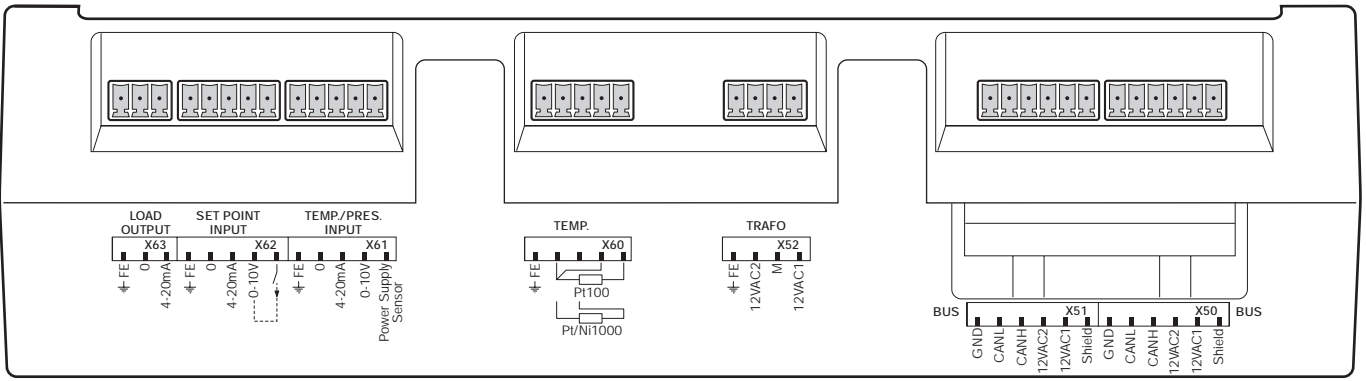 LOAD
OUTPUT
X63
FE
0
4-20mA
SET POINT
INPUT
X62
FE
0
4-20mA
0-10V
TEMP./PRES.
INPUT
X61
FE
0
4-20mA
0-10V
Power Supply
Sensor
TEMP.
X60
FE
Pt100
Pt/Ni1000
TRAFO
X52
FE
12VAC2
M
12VAC1
BUS
X51
GND
CANL
CANH
12VAC2
12VAC1
Shield
X50
BUS
GND
CANL
CANH
12VAC2
12VAC1
Shield